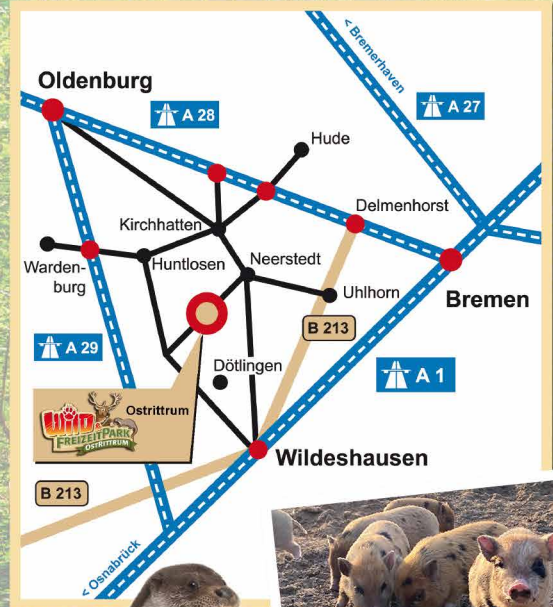 < Bremerhaven
Oldenburg
A 27
A 28
Hude
Delmenhorst
Kirchhatten
Neerstedt
Huntlosen
Warden-
burg
Uhlhorn
Bremen
B 213
A 29
Dötlingen
A 1
Ostrittrum
Wild &
FREIZEITPARK
OSTRITTRUM
Wildeshausen
B 213
< Osnabrück